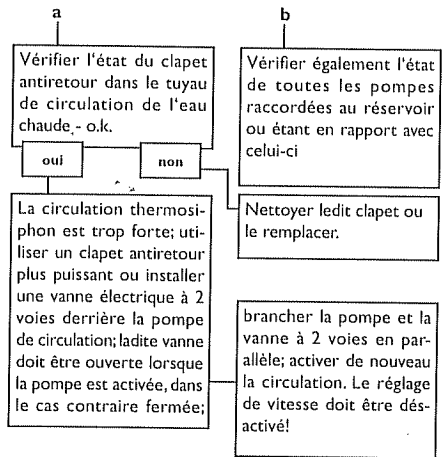 a
Vérifier l'état du clapet
antiretour dans le tuyau
de circulation de l'eau
chaude - o.k.
oui
non
La circulation thermosi-
phon est trop forte; uti-
liser un clapet antiretour
plus puissant ou installer
une vanne électrique à 2
voies derrière la pompe
de circulation; ladite vanne
doit être ouverte lorsque
la pompe est activée, dans
le cas contraire fermée;
b
Vérifier également l'état
de toutes les pompes
raccordées au réservoir
ou étant en rapport avec
celui-ci
Nettoyer ledit clapet ou
le remplacer.
brancher la pompe et la
vanne à 2 voies en par-
allèle; activer de nouveau
la circulation. Le réglage
de vitesse doit être dés-
activé!